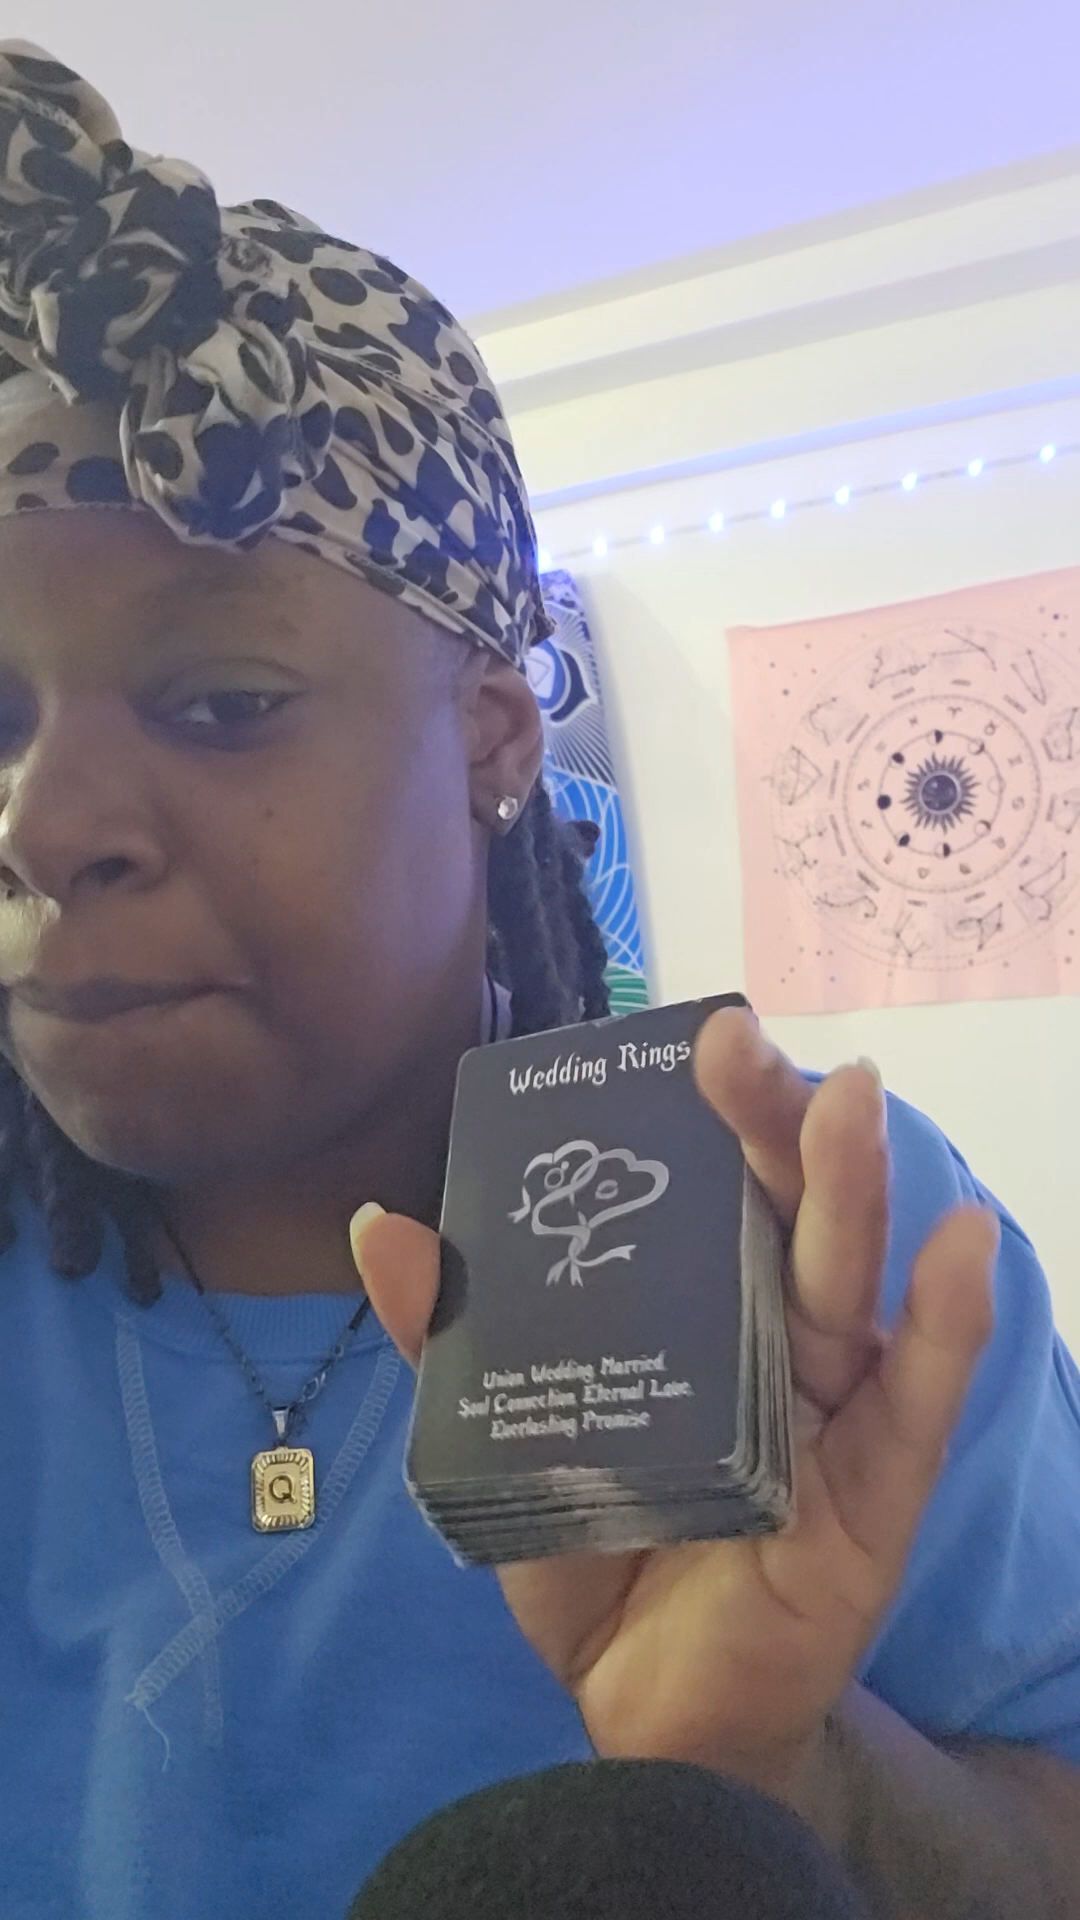 Wedding Rings
Union Wedding Married
Soul Connection Eternal Love
Everlasting Promise
Q